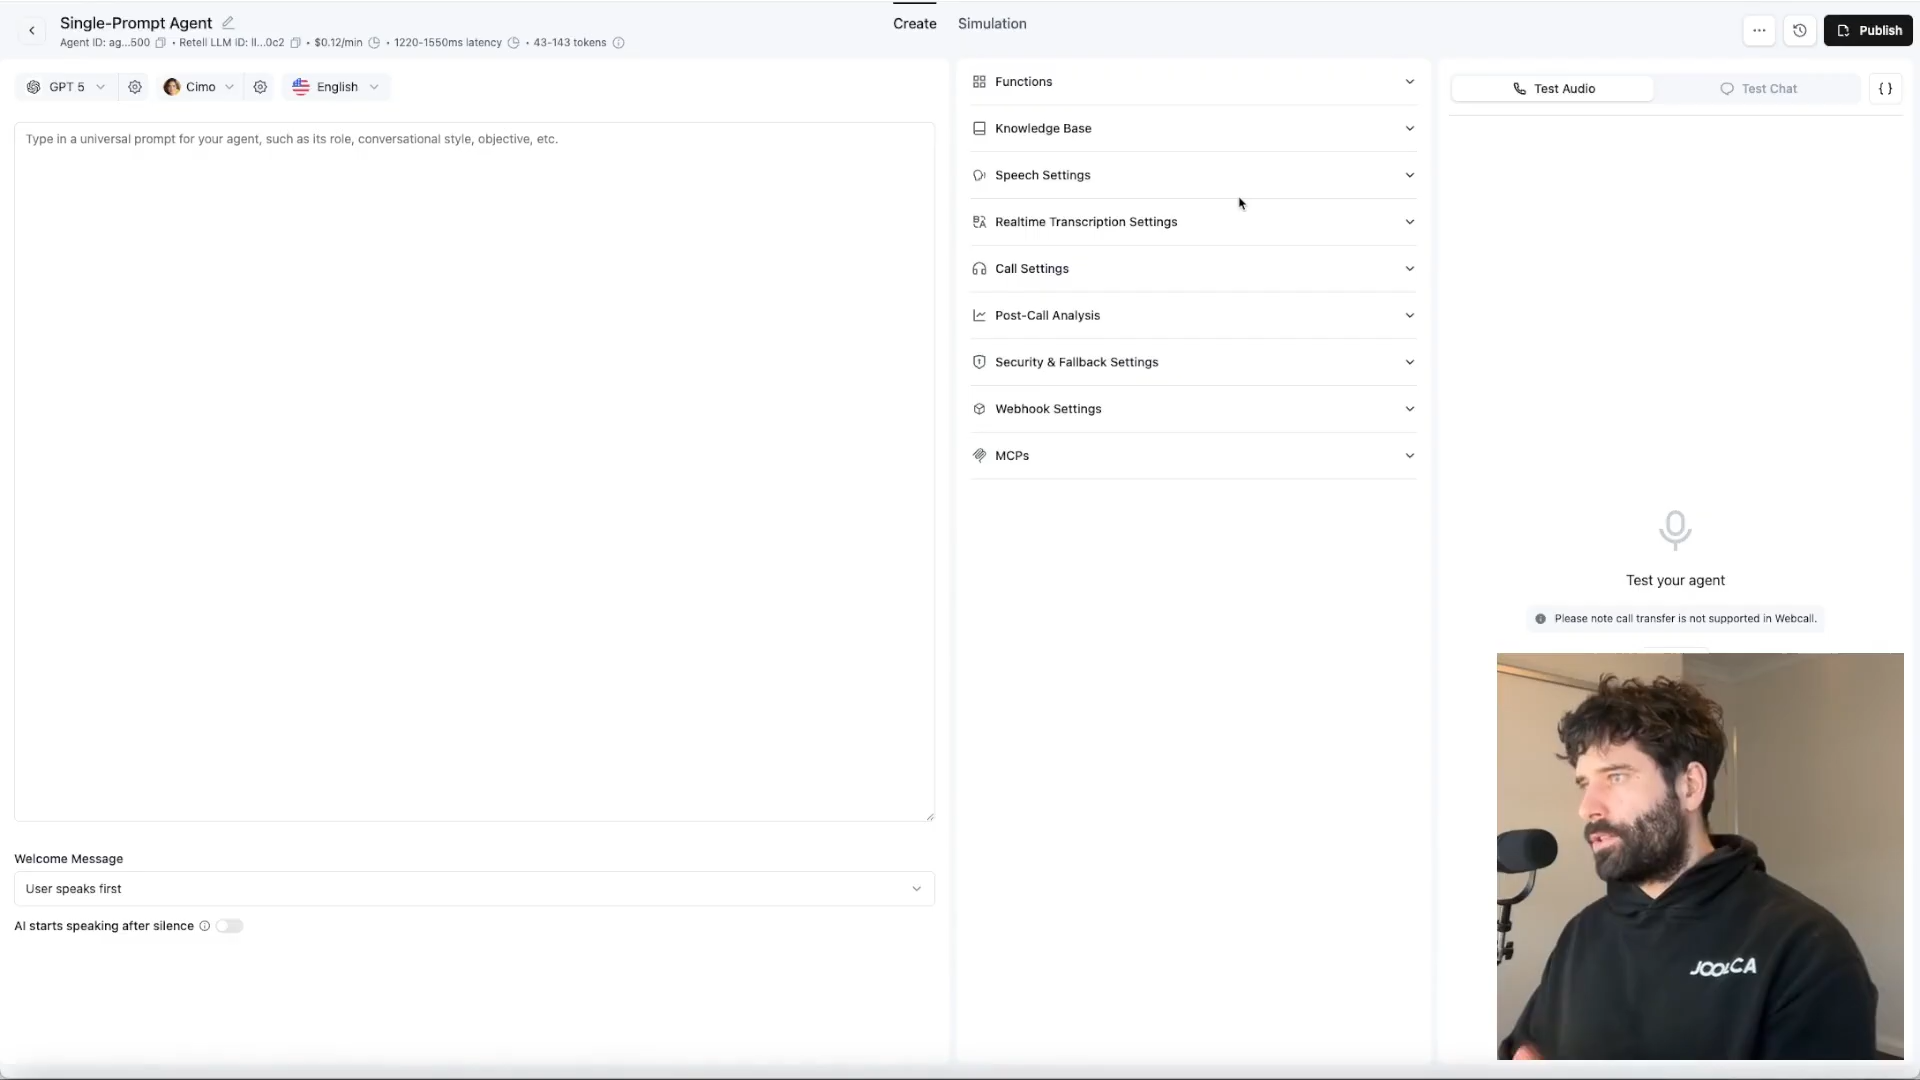 Single-Prompt Agent
Agent ID: ag...500 • Retell LLM ID: ll...0c2 • $0.12/min • 1220-1550ms latency • 43-143 tokens
Create
Simulation
Publish
GPT 5
Cimo
English
Type in a universal prompt for your agent, such as its role, conversational style, objective, etc.
Welcome Message
User speaks first
AI starts speaking after silence
Functions
Knowledge Base
Speech Settings
Realtime Transcription Settings
Call Settings
Post-Call Analysis
Security & Fallback Settings
Webhook Settings
MCPs
Test Audio
Test Chat
{ }
Test your agent
Please note call transfer is not supported in Webcall.